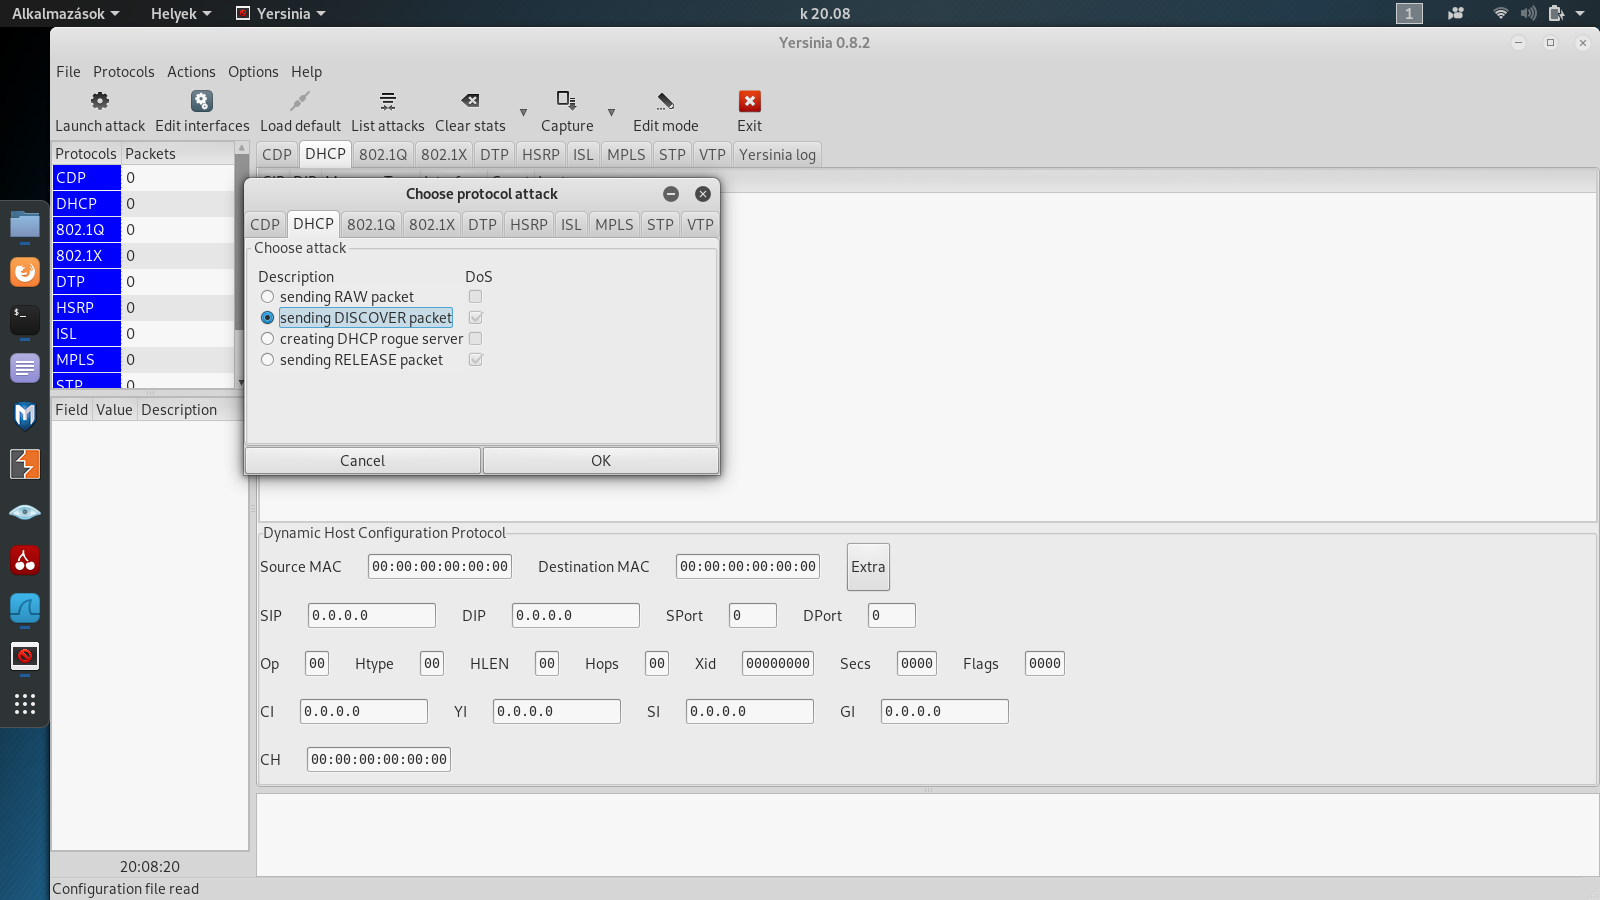 Alkalmazások Helyek Yersinia k 20.08 1
Yersinia 0.8.2
File Protocols Actions Options Help
Launch attack Edit interfaces Load default List attacks Clear stats Capture Edit mode Exit
Protocols Packets
CDP 0
DHCP 0
802.1Q 0
802.1X 0
DTP 0
HSRP 0
ISL 0
MPLS 0
STP 0
CDP DHCP 802.1Q 802.1X DTP HSRP ISL MPLS STP VTP Yersinia log
Choose protocol attack
CDP DHCP 802.1Q 802.1X DTP HSRP ISL MPLS STP VTP
Choose attack
Description DoS
sending RAW packet
sending DISCOVER packet
creating DHCP rogue server
sending RELEASE packet
Cancel OK
Field Value Description
Dynamic Host Configuration Protocol
Source MAC 00:00:00:00:00:00 Destination MAC 00:00:00:00:00:00 Extra
SIP 0.0.0.0 DIP 0.0.0.0 SPort 0 DPort 0
Op 00 Htype 00 HLEN 00 Hops 00 Xid 00000000 Secs 0000 Flags 0000
CI 0.0.0.0 YI 0.0.0.0 SI 0.0.0.0 GI 0.0.0.0
CH 00:00:00:00:00:00
20:08:20
Configuration file read